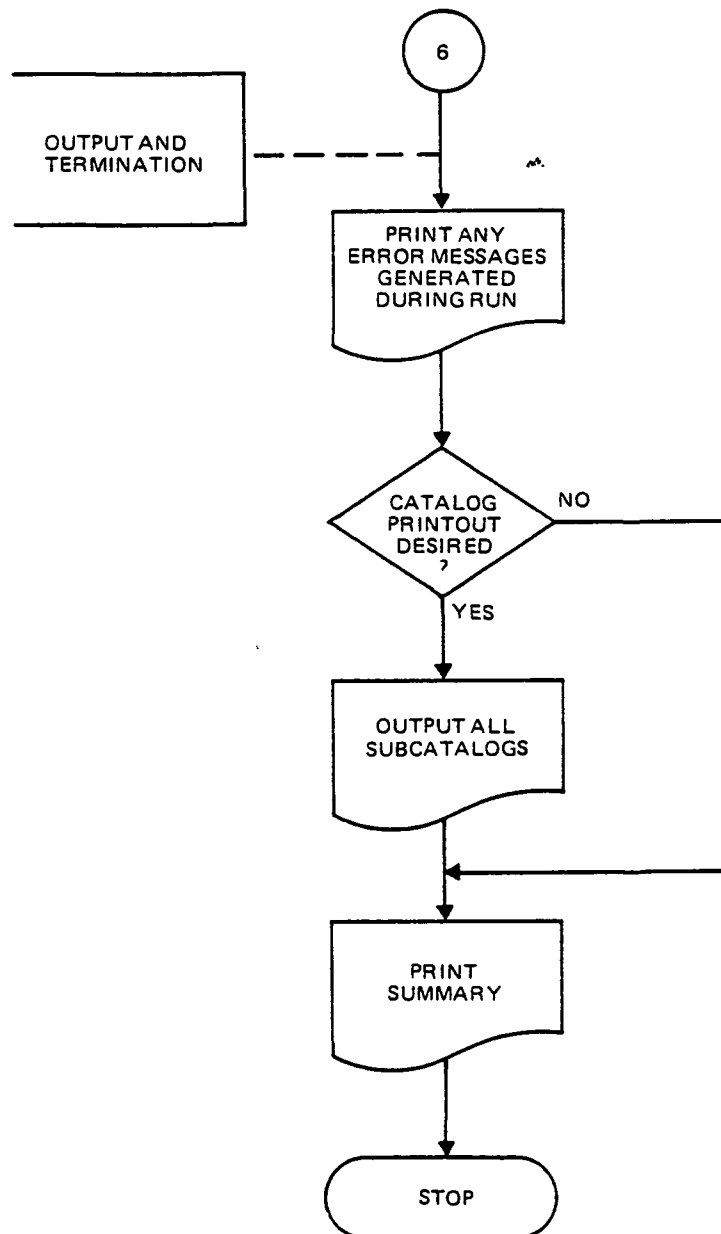 6
OUTPUT AND
TERMINATION
PRINT ANY
ERROR MESSAGES
GENERATED
DURING RUN
CATALOG
PRINTOUT
DESIRED
?
NO
YES
OUTPUT ALL
SUBCATALOGS
PRINT
SUMMARY
STOP